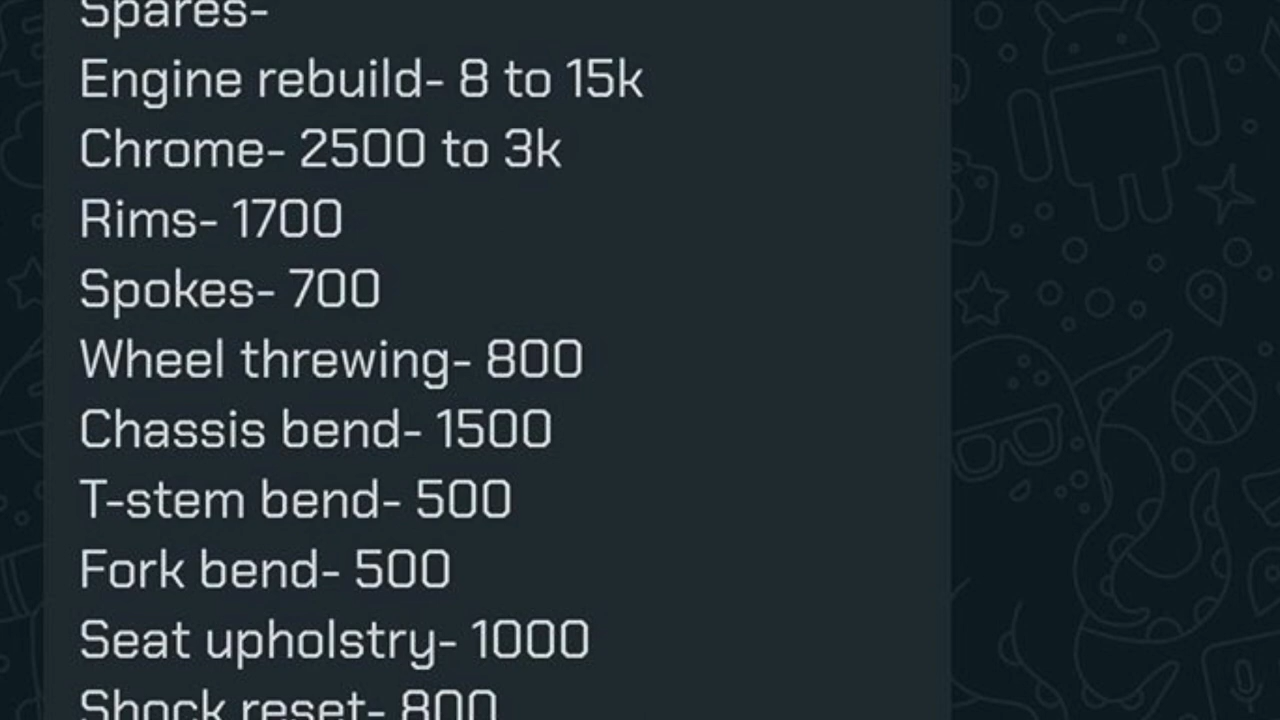 Spares-
Engine rebuild- 8 to 15k
Chrome- 2500 to 3k
Rims- 1700
Spokes- 700
Wheel threwing- 800
Chassis bend- 1500
T-stem bend- 500
Fork bend- 500
Seat upholstry- 1000
Shock reset- 800